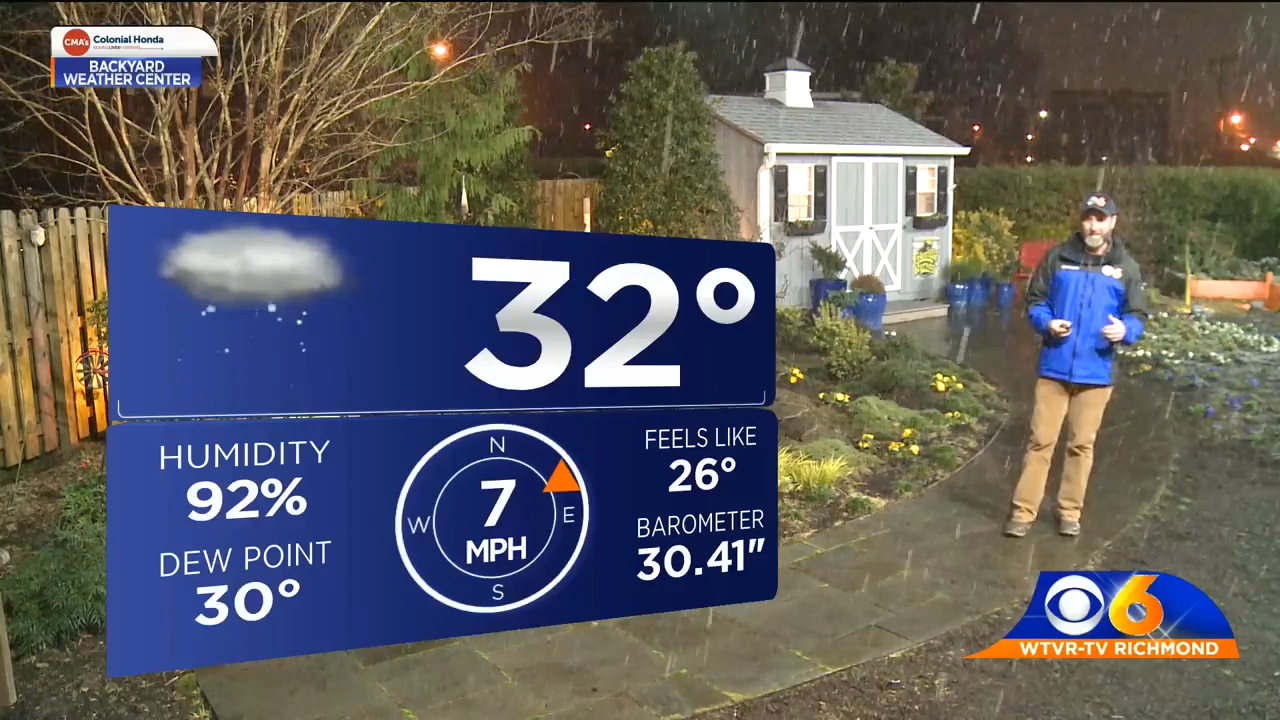 CMA's Colonial Honda
BACKYARD
WEATHER CENTER
32°
HUMIDITY
92%
DEW POINT
30°
N
W
E
S
7
MPH
FEELS LIKE
26°
BAROMETER
30.41"
6
WTVR-TV RICHMOND